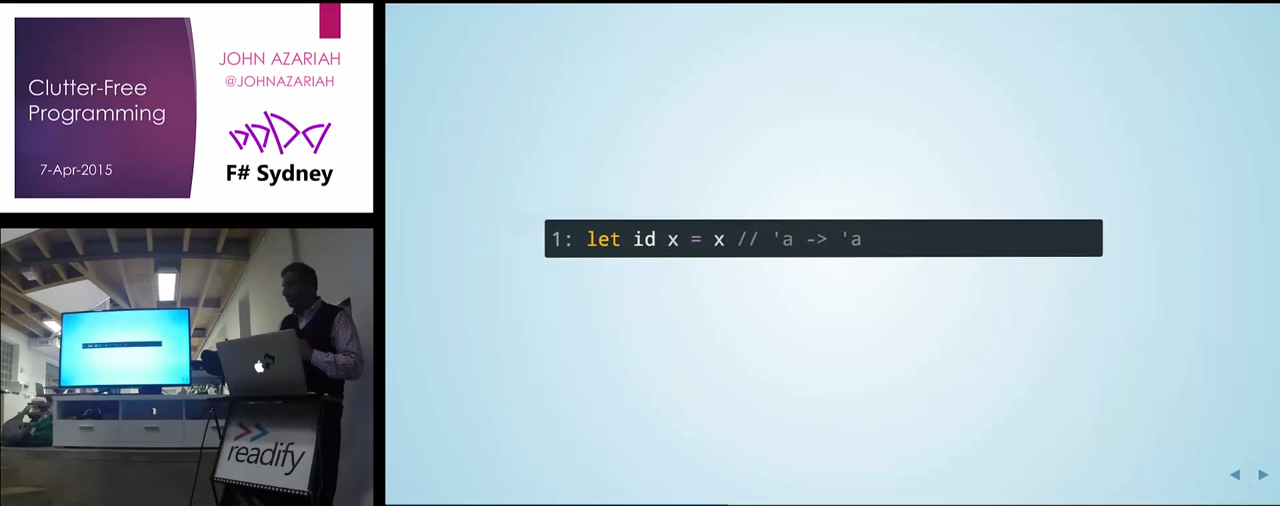 Clutter-Free
Programming
7-Apr-2015
JOHN AZARIAH
@JOHNAZARIAH
F# Sydney
1: let id x = x // 'a -> 'a
readify